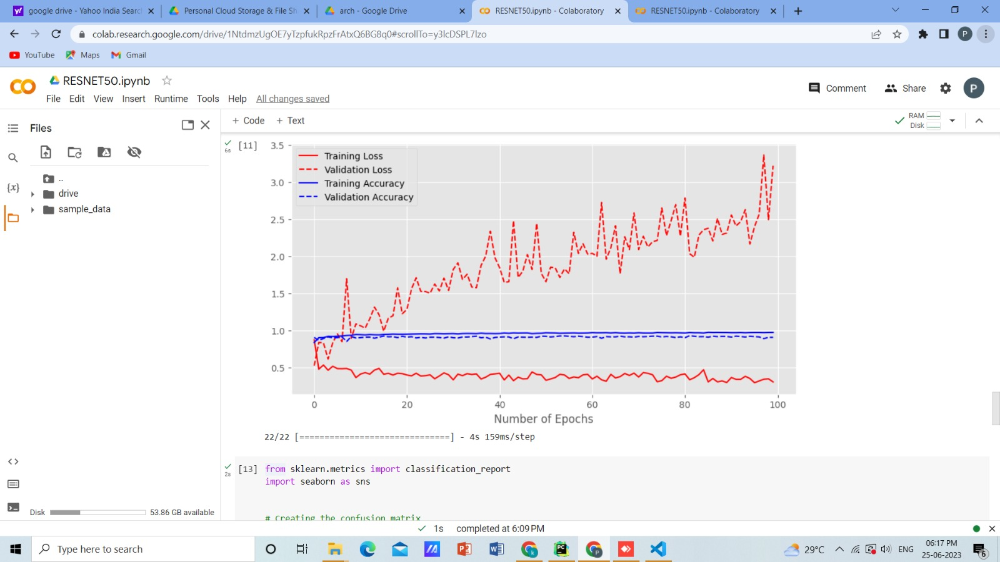 google drive - Yahoo India Searc
Personal Cloud Storage & File Sh
arch - Google Drive
RESNET50.ipynb - Colaboratory
RESNET50.ipynb - Colaboratory
colab.research.google.com/drive/1NtdmzUgOE7yTzpfukRpzFrAtxQ6BG8q0#scrollTo=y3lcDSPL7lzo
P
YouTube
Maps
Gmail
RESNET50.ipynb
File Edit View Insert Runtime Tools Help All changes saved
Comment
Share
P
Files
+ Code + Text
RAM
Disk
..
drive
sample_data
{x}
[11]
6s
3.5
3.0
2.5
2.0
1.5
1.0
0.5
Training Loss
Validation Loss
Training Accuracy
Validation Accuracy
0 20 40 60 80 100
Number of Epochs
22/22 [==============================] - 4s 159ms/step
[13] from sklearn.metrics import classification_report
2s
import seaborn as sns
# Creating the confusion matrix
Disk 53.86 GB available
1s completed at 6:09 PM
Type here to search
29°C
ENG
06:17 PM
25-06-2023
6